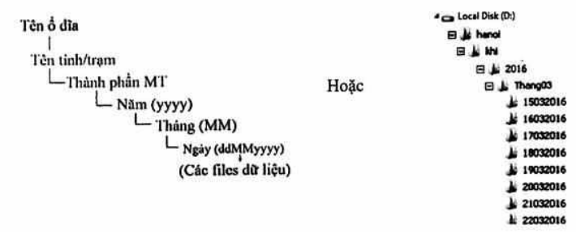 Tên ổ đĩa
Tên tỉnh/trạm
Thành phần MT
Năm (yyyy)
Tháng (MM)
Ngày (ddMMyyyy)
(Các files dữ liệu)
Hoặc
Local Disk (D:)
hanoi
khi
2016
Thang03
15032016
16032016
17032016
18032016
19032016
20032016
21032016
22032016